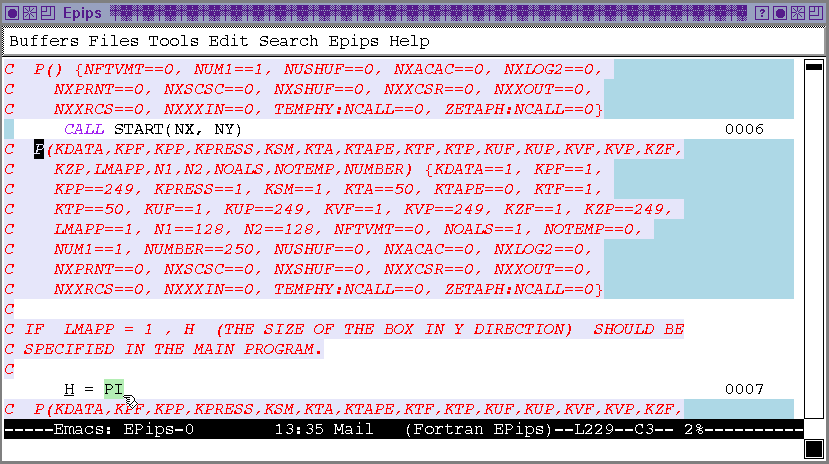 Epips
Buffers Files Tools Edit Search Epips Help
C  P() {NFTVMT==0, NUM1==1, NUSHUF==0, NXACAC==0, NXLOG2==0,
C    NXPRNT==0, NXSCSC==0, NXSHUF==0, NXXCSR==0, NXXOUT==0,
C    NXXRCS==0, NXXXIN==0, TEMPHY:NCALL==0, ZETAPH:NCALL==0}
      CALL START(NX, NY)                                                0006
C  P(KDATA,KPF,KPP,KPRESS,KSM,KTA,KTAPE,KTF,KTP,KUF,KUP,KVF,KVP,KZF,
C    KZP,LMAPP,N1,N2,NOALS,NOTEMP,NUMBER) {KDATA==1, KPF==1,
C    KPP==249, KPRESS==1, KSM==1, KTA==50, KTAPE==0, KTF==1,
C    KTP==50, KUF==1, KUP==249, KVF==1, KVP==249, KZF==1, KZP==249,
C    LMAPP==1, N1==128, N2==128, NFTVMT==0, NOALS==1, NOTEMP==0,
C    NUM1==1, NUMBER==250, NUSHUF==0, NXACAC==0, NXLOG2==0,
C    NXPRNT==0, NXSCSC==0, NXSHUF==0, NXXCSR==0, NXXOUT==0,
C    NXXRCS==0, NXXXIN==0, TEMPHY:NCALL==0, ZETAPH:NCALL==0}
C
C IF  LMAPP = 1 , H  (THE SIZE OF THE BOX IN Y DIRECTION)  SHOULD BE
C SPECIFIED IN THE MAIN PROGRAM.
C
      H = PI                                                            0007
C  P(KDATA,KPF,KPP,KPRESS,KSM,KTA,KTAPE,KTF,KTP,KUF,KUP,KVF,KVP,KZF,
-----Emacs: EPips-0        13:35 Mail   (Fortran EPips)--L229--C3-- 2%----------